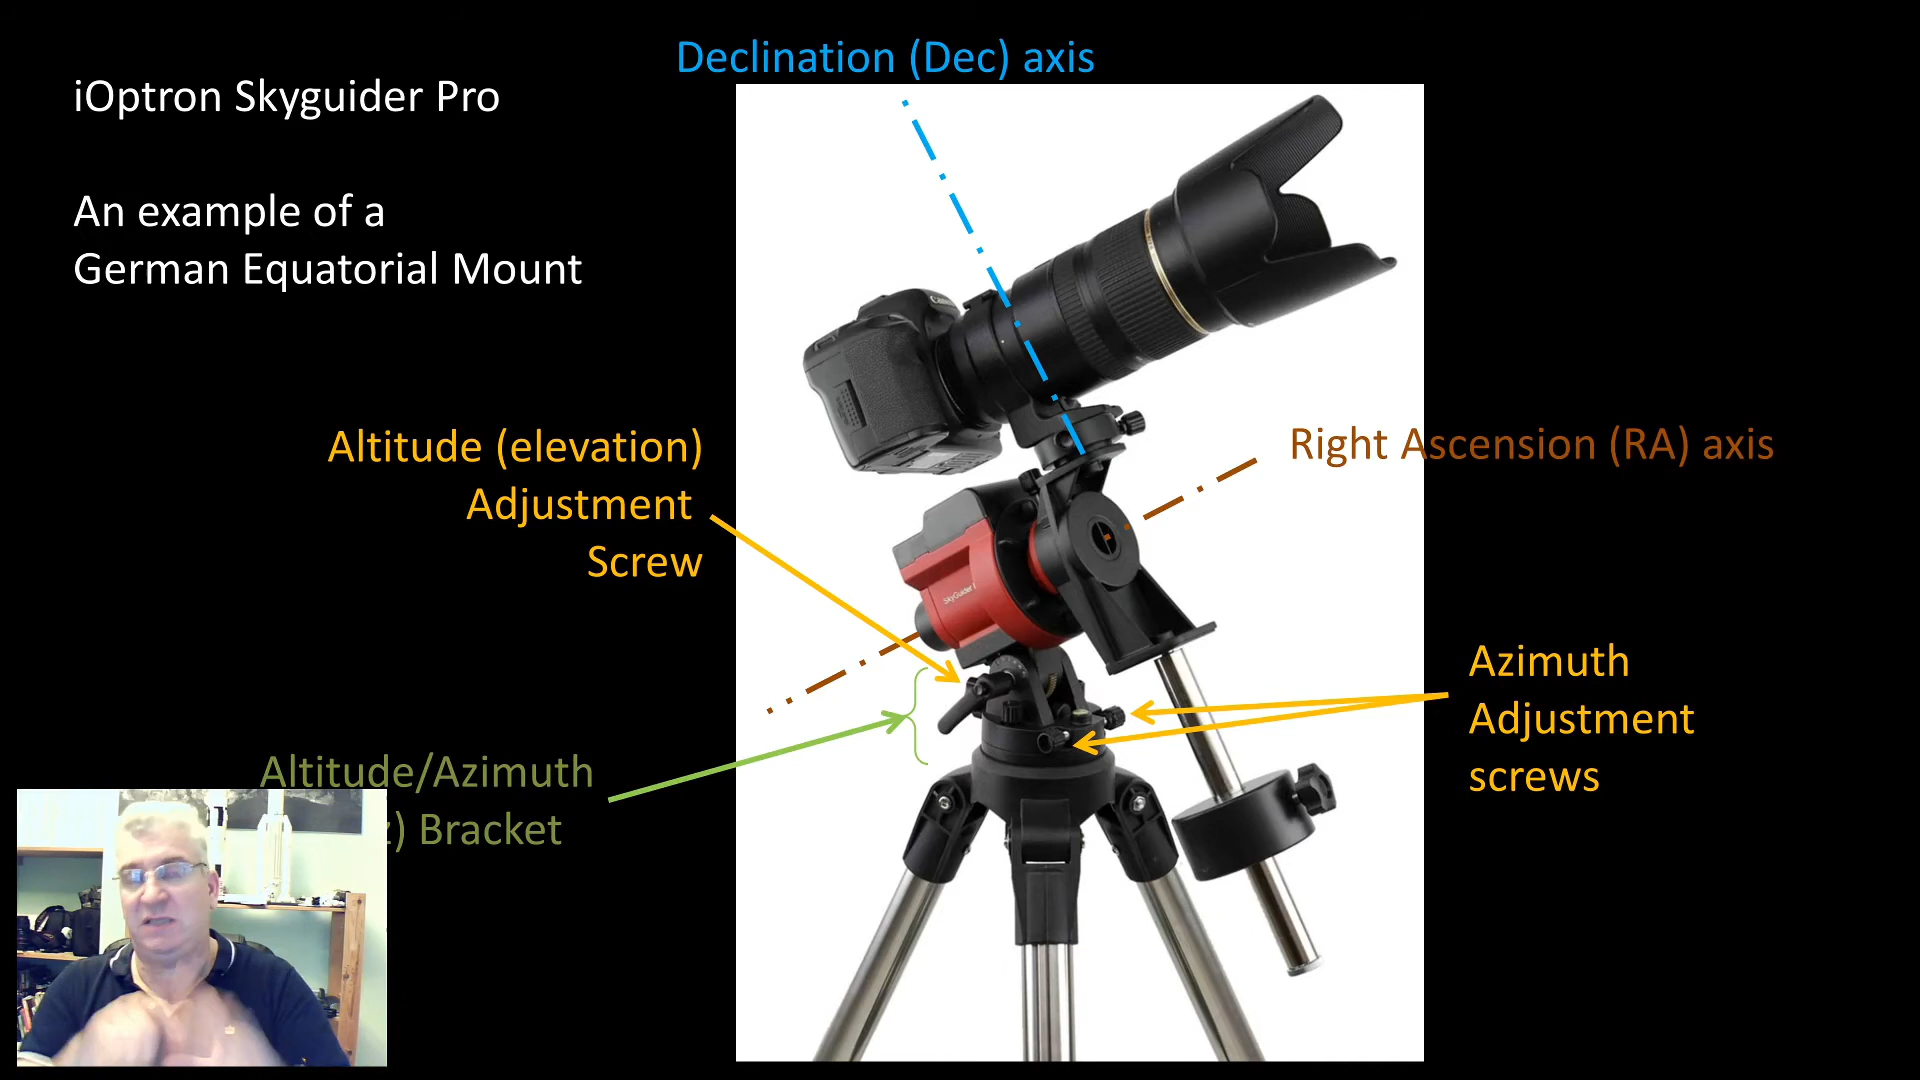 Declination (Dec) axis
iOptron Skyguider Pro
An example of a
German Equatorial Mount
Altitude (elevation)
Adjustment
Screw
Right Ascension (RA) axis
SkyGuider
Azimuth
Adjustment
screws
Altitude/Azimuth
) Bracket